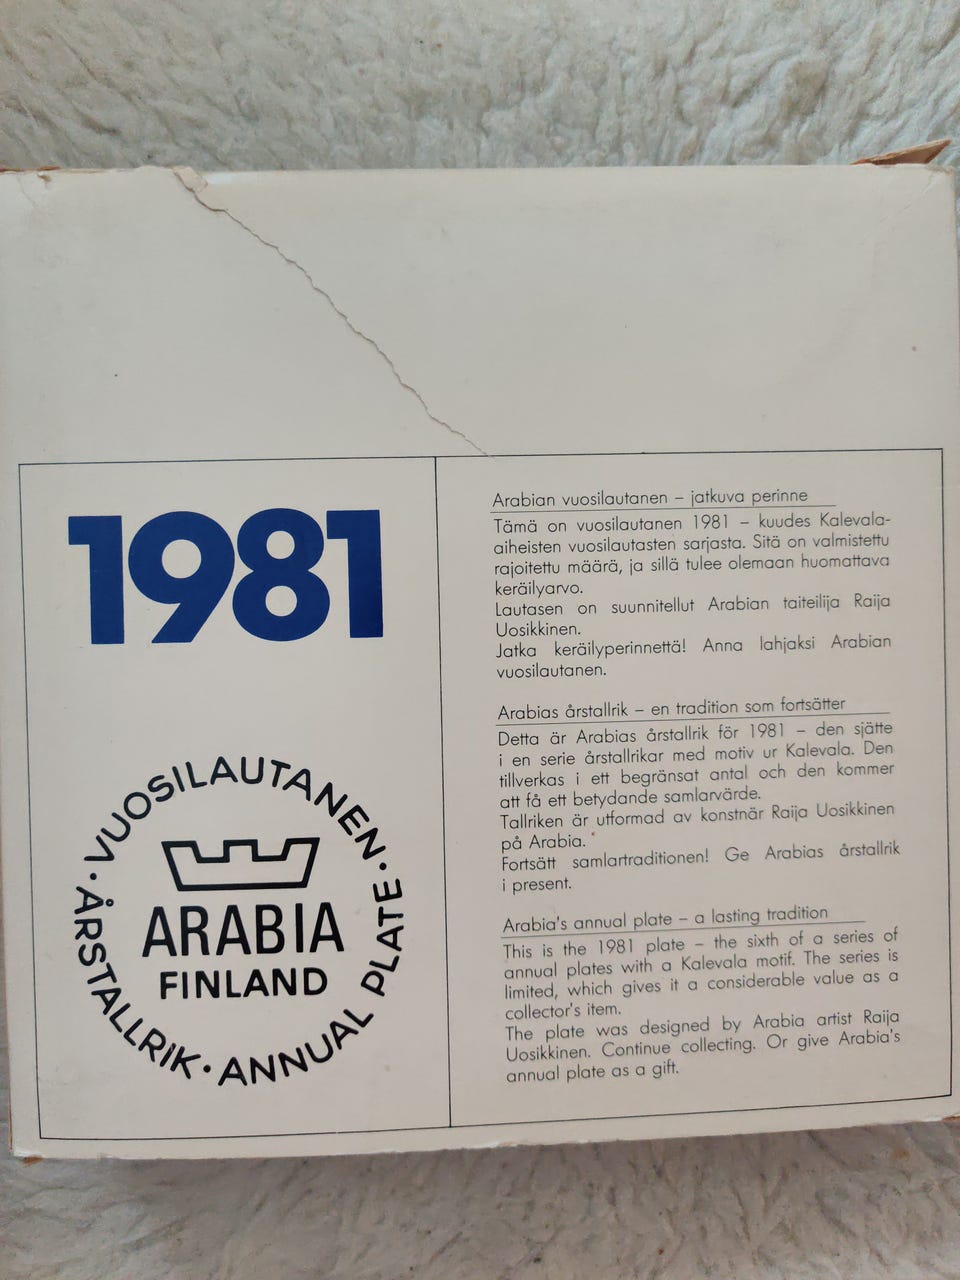 1981
VUOSILAUTANEN · ANNUAL PLATE · ÅRSTALLRIK ·
ARABIA
FINLAND
Arabian vuosilautanen – jatkuva perinne
Tämä on vuosilautanen 1981 – kuudes Kalevala-
aiheisten vuosilautasten sarjasta. Sitä on valmistettu
rajoitettu määrä, ja sillä tulee olemaan huomattava
keräilyarvo.
Lautasen on suunnitellut Arabian taiteilija Raija
Uosikkinen.
Jatka keräilyperinnettä! Anna lahjaksi Arabian
vuosilautanen.
Arabias årstallrik – en tradition som fortsätter
Detta är Arabias årstallrik för 1981 – den sjätte
i en serie årstallrikar med motiv ur Kalevala. Den
tillverkas i ett begränsat antal och den kommer
att få ett betydande samlarvärde.
Tallriken är utformad av konstnär Raija Uosikkinen
på Arabia.
Fortsätt samlartraditionen! Ge Arabias årstallrik
i present.
Arabia's annual plate – a lasting tradition
This is the 1981 plate – the sixth of a series of
annual plates with a Kalevala motif. The series is
limited, which gives it a considerable value as a
collector's item.
The plate was designed by Arabia artist Raija
Uosikkinen. Continue collecting. Or give Arabia's
annual plate as a gift.